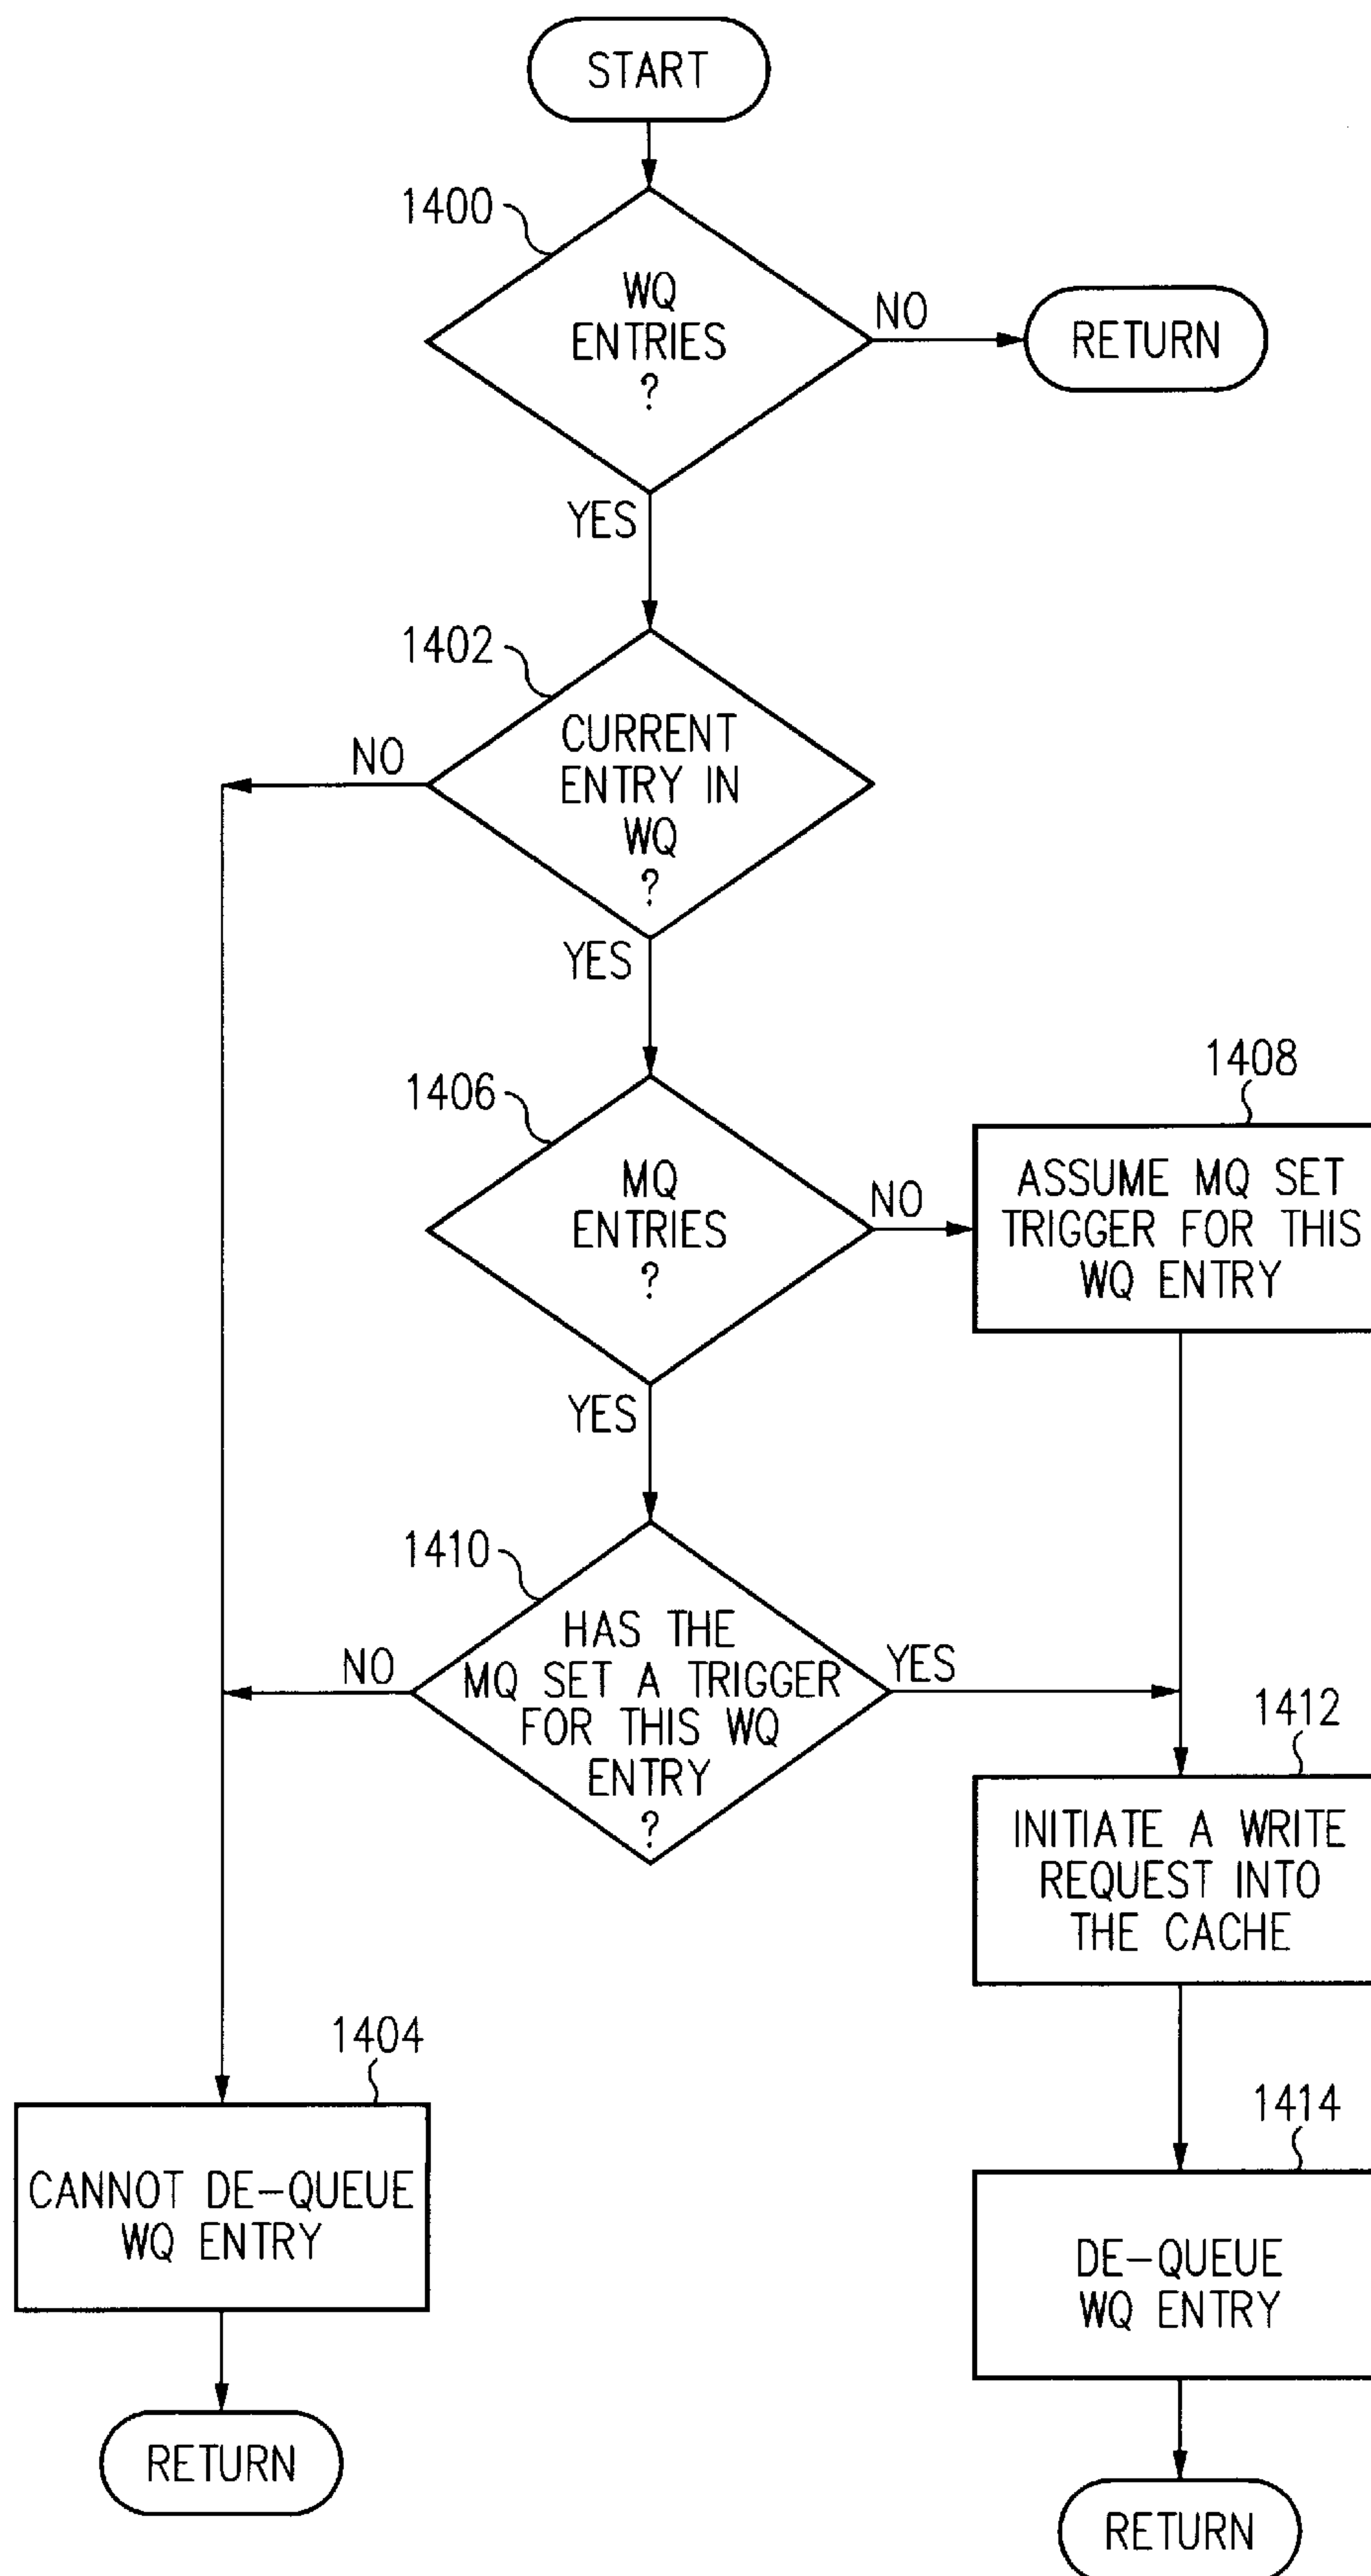 START
1400
WQ
ENTRIES
?
NO
RETURN
YES
1402
CURRENT
ENTRY IN
WQ
?
NO
YES
1406
MQ
ENTRIES
?
NO
1408
ASSUME MQ SET
TRIGGER FOR THIS
WQ ENTRY
YES
1410
HAS THE
MQ SET A TRIGGER
FOR THIS WQ
ENTRY
?
NO
YES
1412
INITIATE A WRITE
REQUEST INTO
THE CACHE
1404
CANNOT DE-QUEUE
WQ ENTRY
RETURN
1414
DE-QUEUE
WQ ENTRY
RETURN